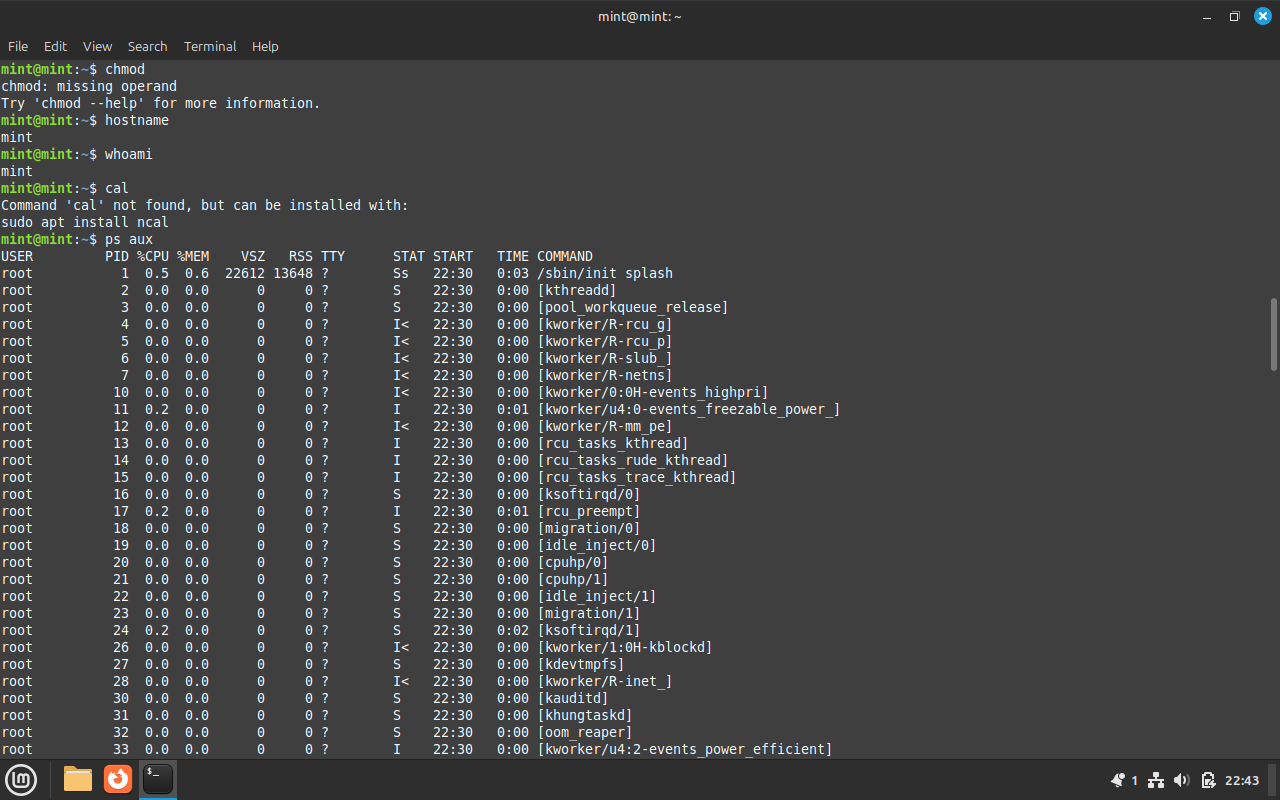 mint@mint: ~
File Edit View Search Terminal Help
mint@mint:~$ chmod
chmod: missing operand
Try 'chmod --help' for more information.
mint@mint:~$ hostname
mint
mint@mint:~$ whoami
mint
mint@mint:~$ cal
Command 'cal' not found, but can be installed with:
sudo apt install ncal
mint@mint:~$ ps aux
USER         PID %CPU %MEM    VSZ   RSS TTY      STAT START   TIME COMMAND
root           1  0.5  0.6  22612 13648 ?        Ss   22:30   0:03 /sbin/init splash
root           2  0.0  0.0      0     0 ?        S    22:30   0:00 [kthreadd]
root           3  0.0  0.0      0     0 ?        S    22:30   0:00 [pool_workqueue_release]
root           4  0.0  0.0      0     0 ?        I<   22:30   0:00 [kworker/R-rcu_g]
root           5  0.0  0.0      0     0 ?        I<   22:30   0:00 [kworker/R-rcu_p]
root           6  0.0  0.0      0     0 ?        I<   22:30   0:00 [kworker/R-slub_]
root           7  0.0  0.0      0     0 ?        I<   22:30   0:00 [kworker/R-netns]
root          10  0.0  0.0      0     0 ?        I<   22:30   0:00 [kworker/0:0H-events_highpri]
root          11  0.2  0.0      0     0 ?        I    22:30   0:01 [kworker/u4:0-events_freezable_power_]
root          12  0.0  0.0      0     0 ?        I<   22:30   0:00 [kworker/R-mm_pe]
root          13  0.0  0.0      0     0 ?        I    22:30   0:00 [rcu_tasks_kthread]
root          14  0.0  0.0      0     0 ?        I    22:30   0:00 [rcu_tasks_rude_kthread]
root          15  0.0  0.0      0     0 ?        I    22:30   0:00 [rcu_tasks_trace_kthread]
root          16  0.0  0.0      0     0 ?        S    22:30   0:00 [ksoftirqd/0]
root          17  0.2  0.0      0     0 ?        I    22:30   0:01 [rcu_preempt]
root          18  0.0  0.0      0     0 ?        S    22:30   0:00 [migration/0]
root          19  0.0  0.0      0     0 ?        S    22:30   0:00 [idle_inject/0]
root          20  0.0  0.0      0     0 ?        S    22:30   0:00 [cpuhp/0]
root          21  0.0  0.0      0     0 ?        S    22:30   0:00 [cpuhp/1]
root          22  0.0  0.0      0     0 ?        S    22:30   0:00 [idle_inject/1]
root          23  0.0  0.0      0     0 ?        S    22:30   0:00 [migration/1]
root          24  0.2  0.0      0     0 ?        S    22:30   0:02 [ksoftirqd/1]
root          26  0.0  0.0      0     0 ?        I<   22:30   0:00 [kworker/1:0H-kblockd]
root          27  0.0  0.0      0     0 ?        S    22:30   0:00 [kdevtmpfs]
root          28  0.0  0.0      0     0 ?        I<   22:30   0:00 [kworker/R-inet_]
root          30  0.0  0.0      0     0 ?        S    22:30   0:00 [kauditd]
root          31  0.0  0.0      0     0 ?        S    22:30   0:00 [khungtaskd]
root          32  0.0  0.0      0     0 ?        S    22:30   0:00 [oom_reaper]
root          33  0.0  0.0      0     0 ?        I    22:30   0:00 [kworker/u4:2-events_power_efficient]
$_
1 22:43